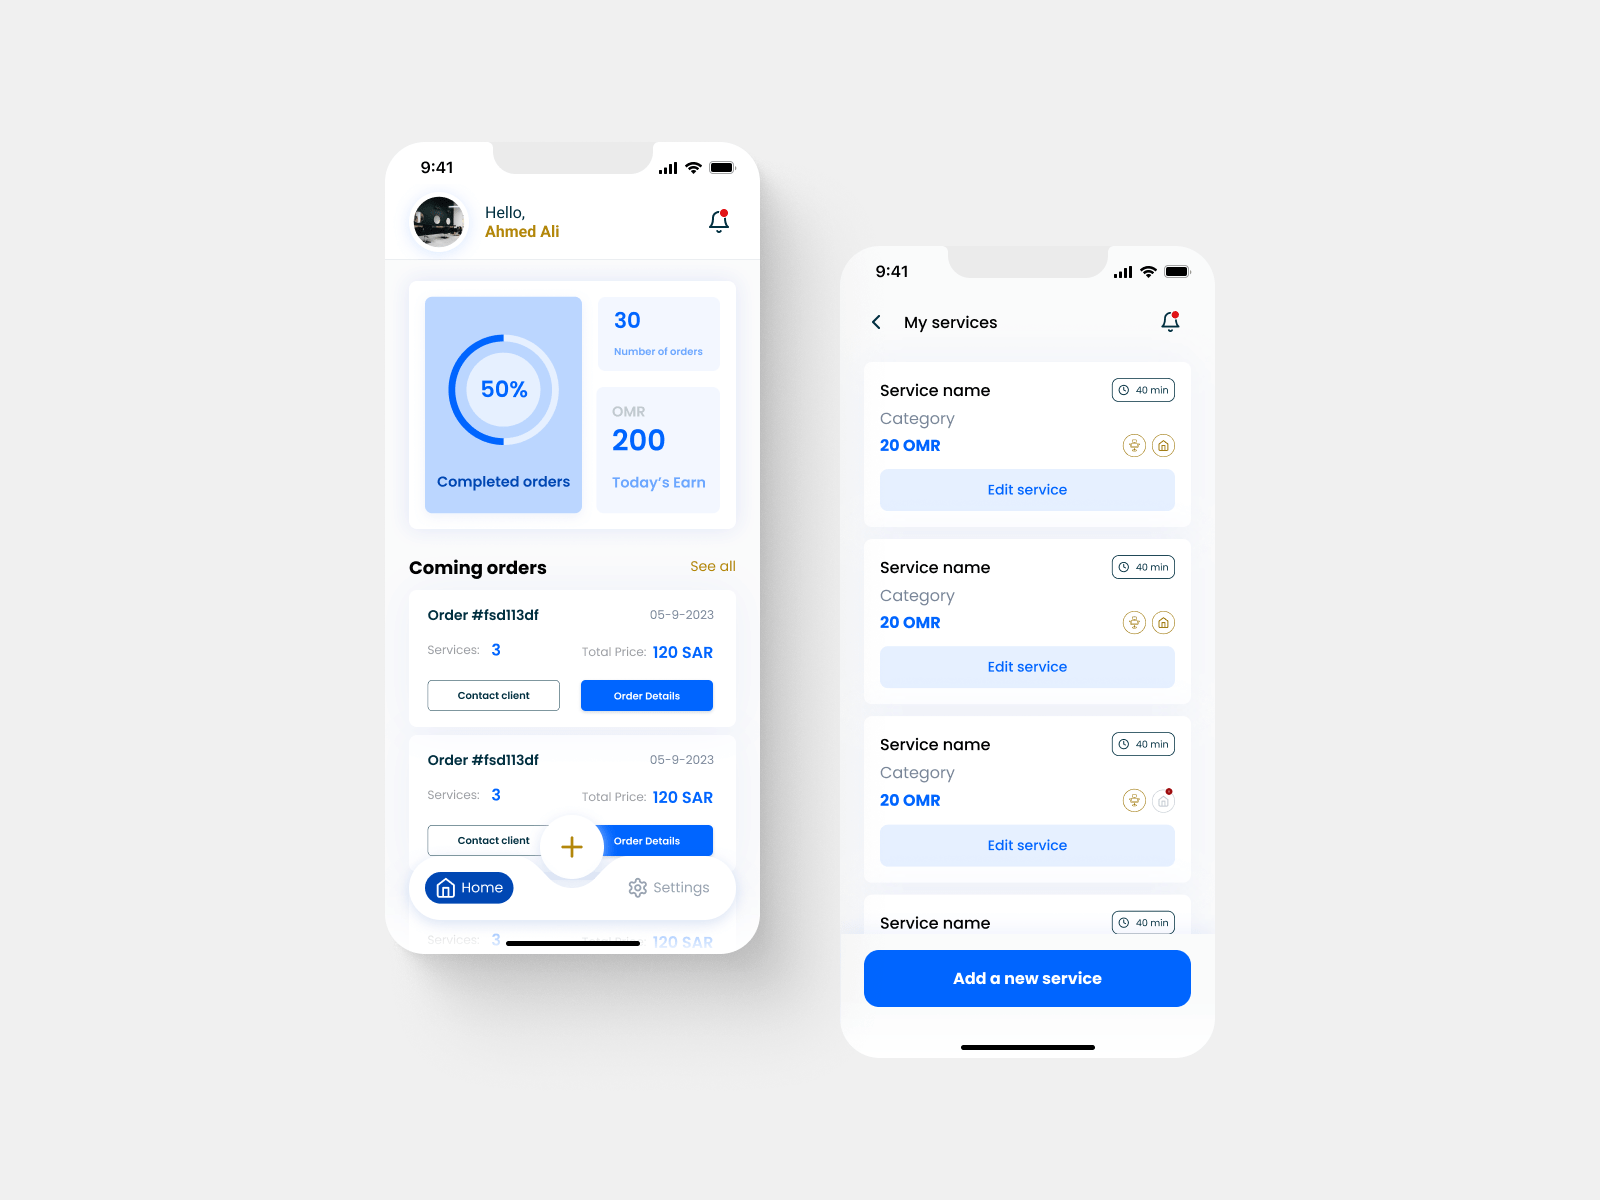 9:41
Hello,
Ahmed Ali
50%
Completed orders
30
Number of orders
OMR
200
Today's Earn
Coming orders
See all
Order #fsd113df
05-9-2023
Services: 3
Total Price: 120 SAR
Contact client
Order Details
Order #fsd113df
05-9-2023
Services: 3
Total Price: 120 SAR
Contact client
Order Details
Home
Settings
Services: 3
Total Price: 120 SAR
9:41
My services
Service name
40 min
Category
20 OMR
Edit service
Service name
40 min
Category
20 OMR
Edit service
Service name
40 min
Category
20 OMR
Edit service
Service name
40 min
Add a new service